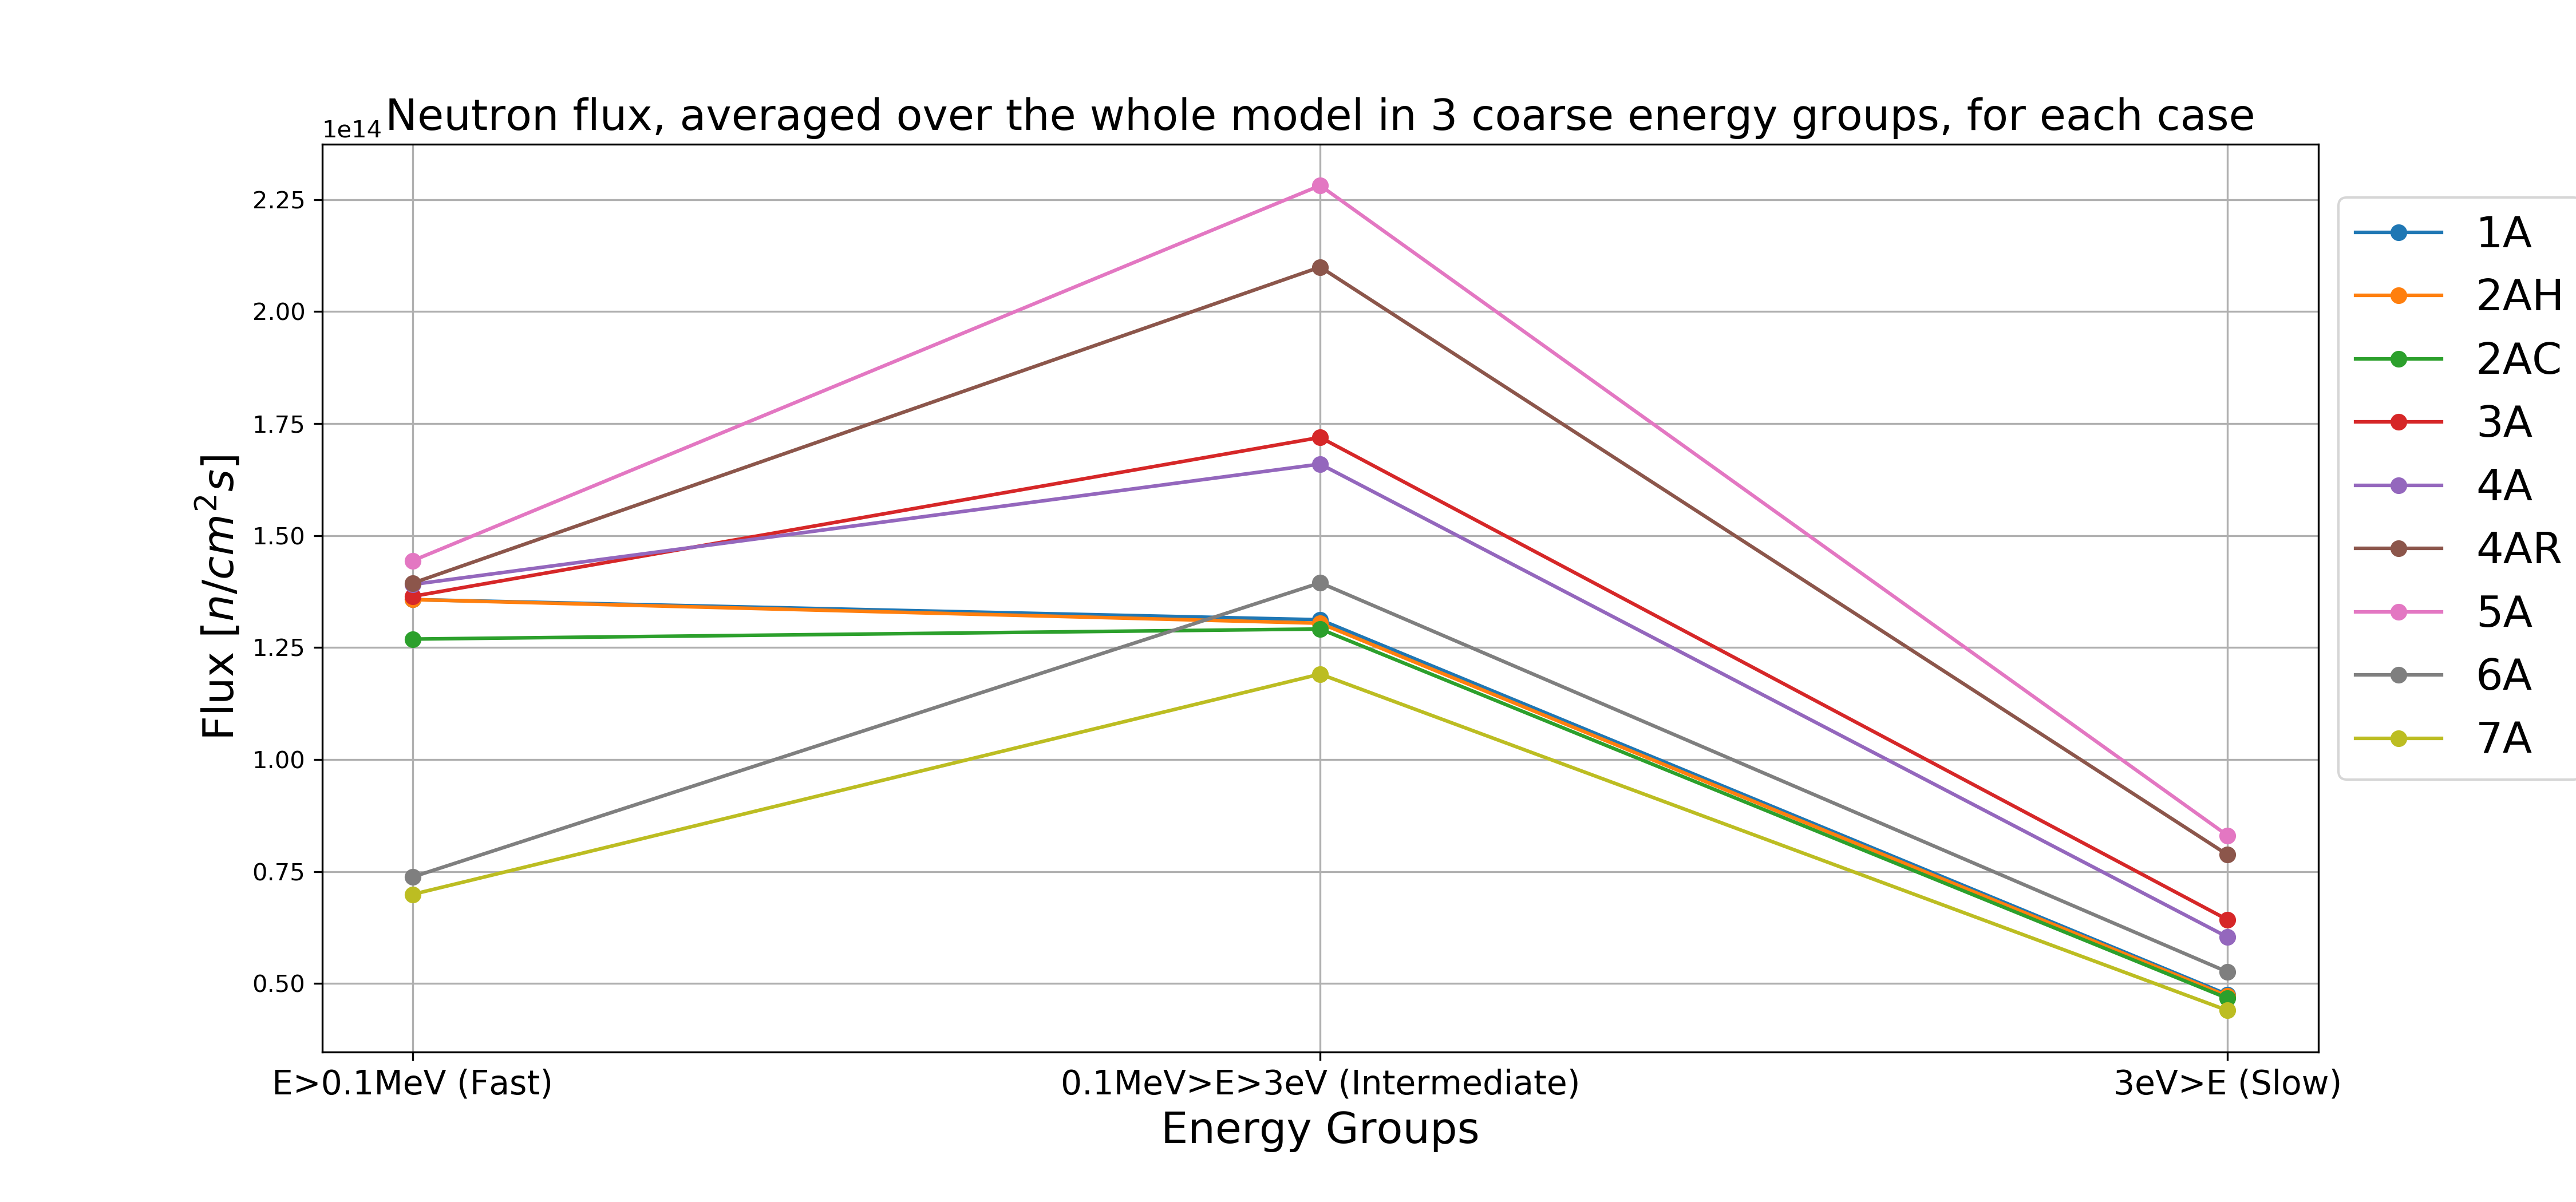 Neutron flux, averaged over the whole model in 3 coarse energy groups, for each case
1e14
2.25
2.00
1.75
1.50
1.25
1.00
0.75
0.50
Flux [n/cm²s]
E>0.1MeV (Fast)
0.1MeV>E>3eV (Intermediate)
3eV>E (Slow)
Energy Groups
1A
2AH
2AC
3A
4A
4AR
5A
6A
7A